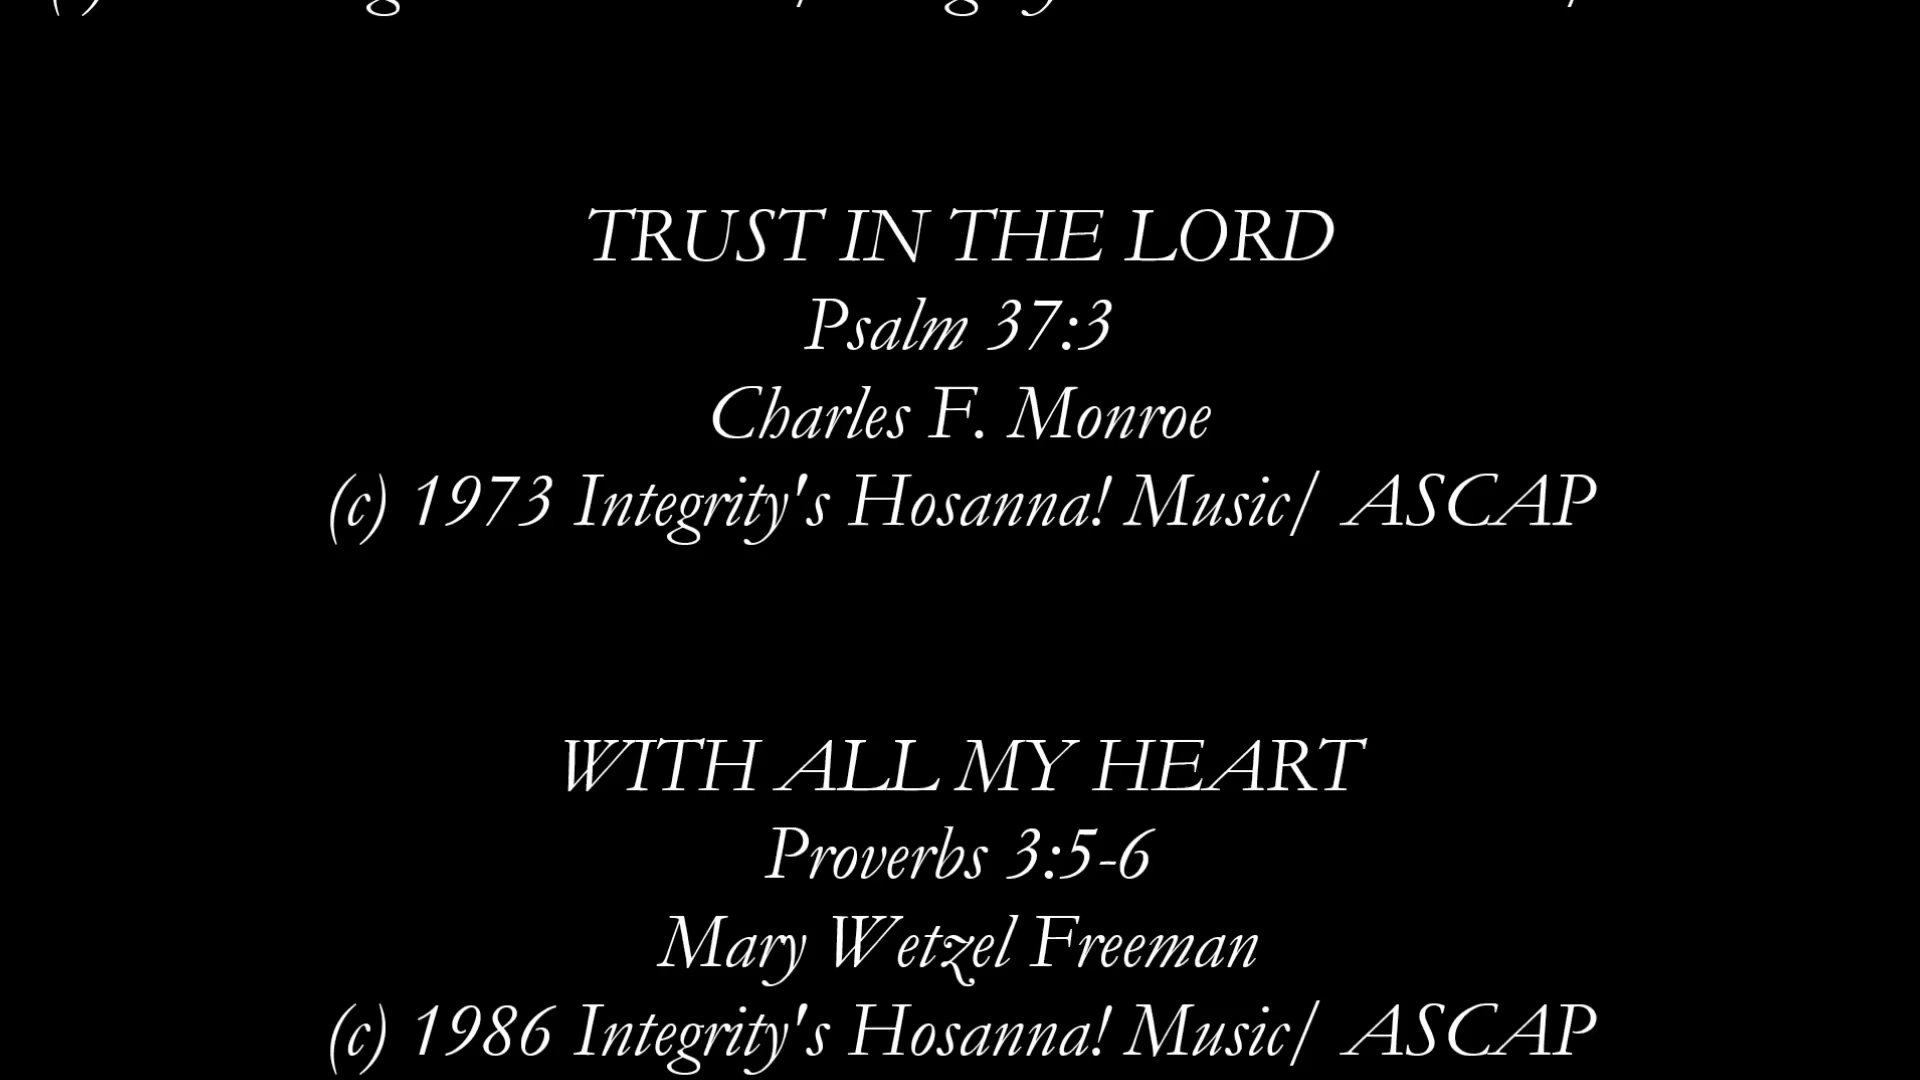 TRUST IN THE LORD
Psalm 37:3
Charles F. Monroe
(c) 1973 Integrity's Hosanna! Music/ ASCAP
WITH ALL MY HEART
Proverbs 3:5-6
Mary Wetzel Freeman
(c) 1986 Integrity's Hosanna! Music/ ASCAP